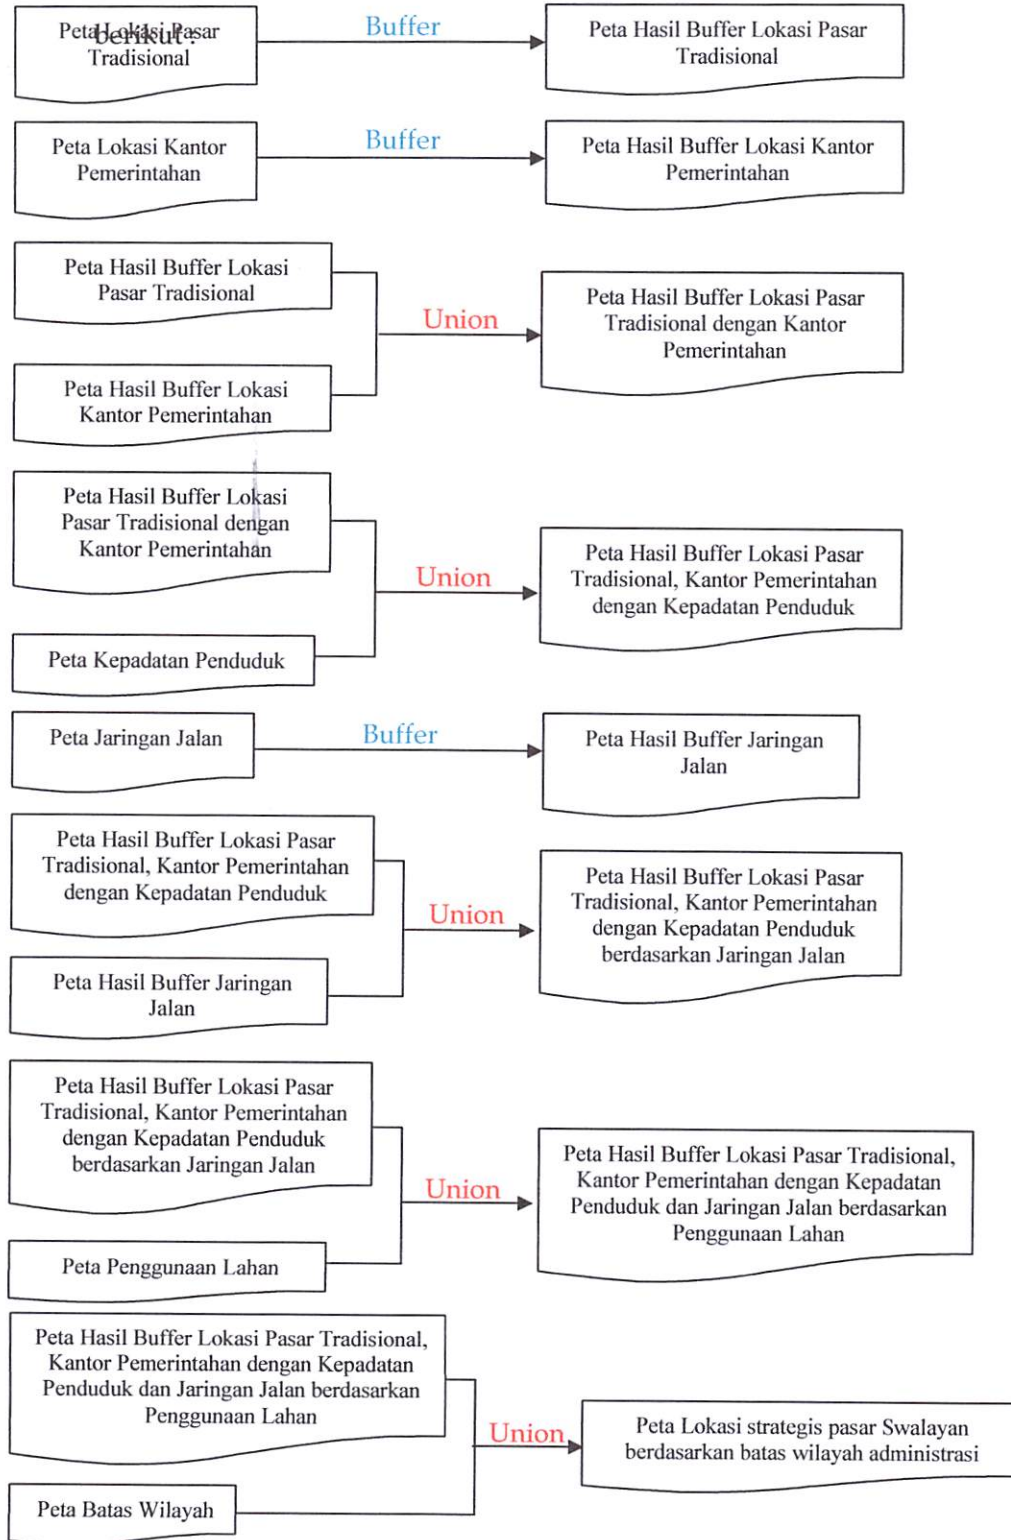 berikut :
Peta Lokasi Pasar
Tradisional
Buffer
Peta Hasil Buffer Lokasi Pasar
Tradisional
Peta Lokasi Kantor
Pemerintahan
Buffer
Peta Hasil Buffer Lokasi Kantor
Pemerintahan
Peta Hasil Buffer Lokasi
Pasar Tradisional
Peta Hasil Buffer Lokasi
Kantor Pemerintahan
Union
Peta Hasil Buffer Lokasi Pasar
Tradisional dengan Kantor
Pemerintahan
Peta Hasil Buffer Lokasi
Pasar Tradisional dengan
Kantor Pemerintahan
Peta Kepadatan Penduduk
Union
Peta Hasil Buffer Lokasi Pasar
Tradisional, Kantor Pemerintahan
dengan Kepadatan Penduduk
Peta Jaringan Jalan
Buffer
Peta Hasil Buffer Jaringan
Jalan
Peta Hasil Buffer Lokasi Pasar
Tradisional, Kantor Pemerintahan
dengan Kepadatan Penduduk
Peta Hasil Buffer Jaringan
Jalan
Union
Peta Hasil Buffer Lokasi Pasar
Tradisional, Kantor Pemerintahan
dengan Kepadatan Penduduk
berdasarkan Jaringan Jalan
Peta Hasil Buffer Lokasi Pasar
Tradisional, Kantor Pemerintahan
dengan Kepadatan Penduduk
berdasarkan Jaringan Jalan
Peta Penggunaan Lahan
Union
Peta Hasil Buffer Lokasi Pasar Tradisional,
Kantor Pemerintahan dengan Kepadatan
Penduduk dan Jaringan Jalan berdasarkan
Penggunaan Lahan
Peta Hasil Buffer Lokasi Pasar Tradisional,
Kantor Pemerintahan dengan Kepadatan
Penduduk dan Jaringan Jalan berdasarkan
Penggunaan Lahan
Peta Batas Wilayah
Union
Peta Lokasi strategis pasar Swalayan
berdasarkan batas wilayah administrasi